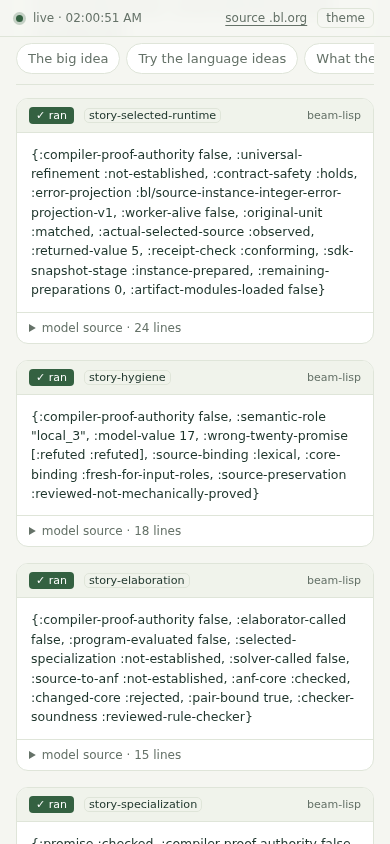 live · 02:00:51 AM source .bl.org theme
The big idea Try the language ideas What the
✓ ran story-selected-runtime beam-lisp
{:compiler-proof-authority false, :universal-
refinement :not-established, :contract-safety :holds,
:error-projection :bl/source-instance-integer-error-
projection-v1, :worker-alive false, :original-unit
:matched, :actual-selected-source :observed,
:returned-value 5, :receipt-check :conforming, :sdk-
snapshot-stage :instance-prepared, :remaining-
preparations 0, :artifact-modules-loaded false}
▶ model source · 24 lines
✓ ran story-hygiene beam-lisp
{:compiler-proof-authority false, :semantic-role
"local_3", :model-value 17, :wrong-twenty-promise
[:refuted :refuted], :source-binding :lexical, :core-
binding :fresh-for-input-roles, :source-preservation
:reviewed-not-mechanically-proved}
▶ model source · 18 lines
✓ ran story-elaboration beam-lisp
{:compiler-proof-authority false, :elaborator-called
false, :program-evaluated false, :selected-
specialization :not-established, :solver-called false,
:source-to-anf :not-established, :anf-core :checked,
:changed-core :rejected, :pair-bound true, :checker-
soundness :reviewed-rule-checker}
▶ model source · 15 lines
✓ ran story-specialization beam-lisp
{:promise :checked, :compiler-proof-authority false,